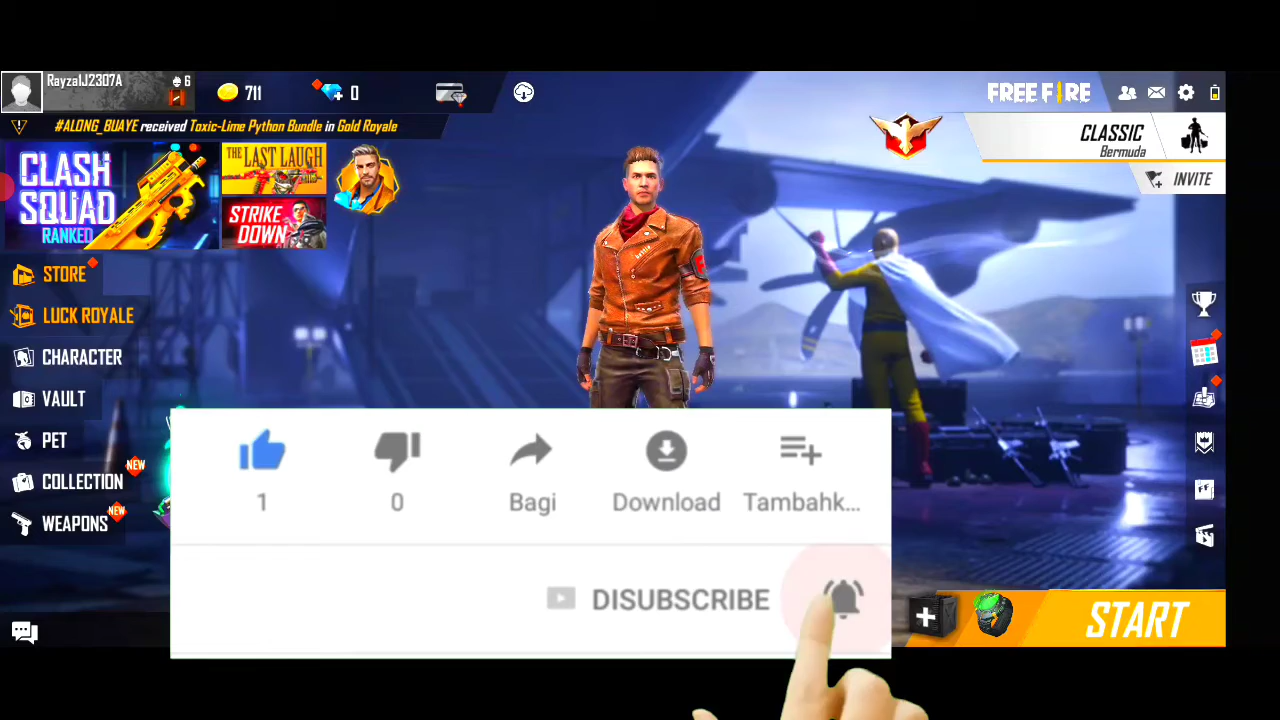 RayzalJ2307A
6
711
0
FREE FIRE
#ALONG_BUAYE received Toxic-Lime Python Bundle in Gold Royale
CLASSIC
Bermuda
INVITE
CLASH
SQUAD
RANKED
THE LAST LAUGH
STRIKE
DOWN
STORE
LUCK ROYALE
CHARACTER
VAULT
PET
COLLECTION
NEW
WEAPONS
NEW
1
0
Bagi
Download
Tambahk...
DISUBSCRIBE
FF
START